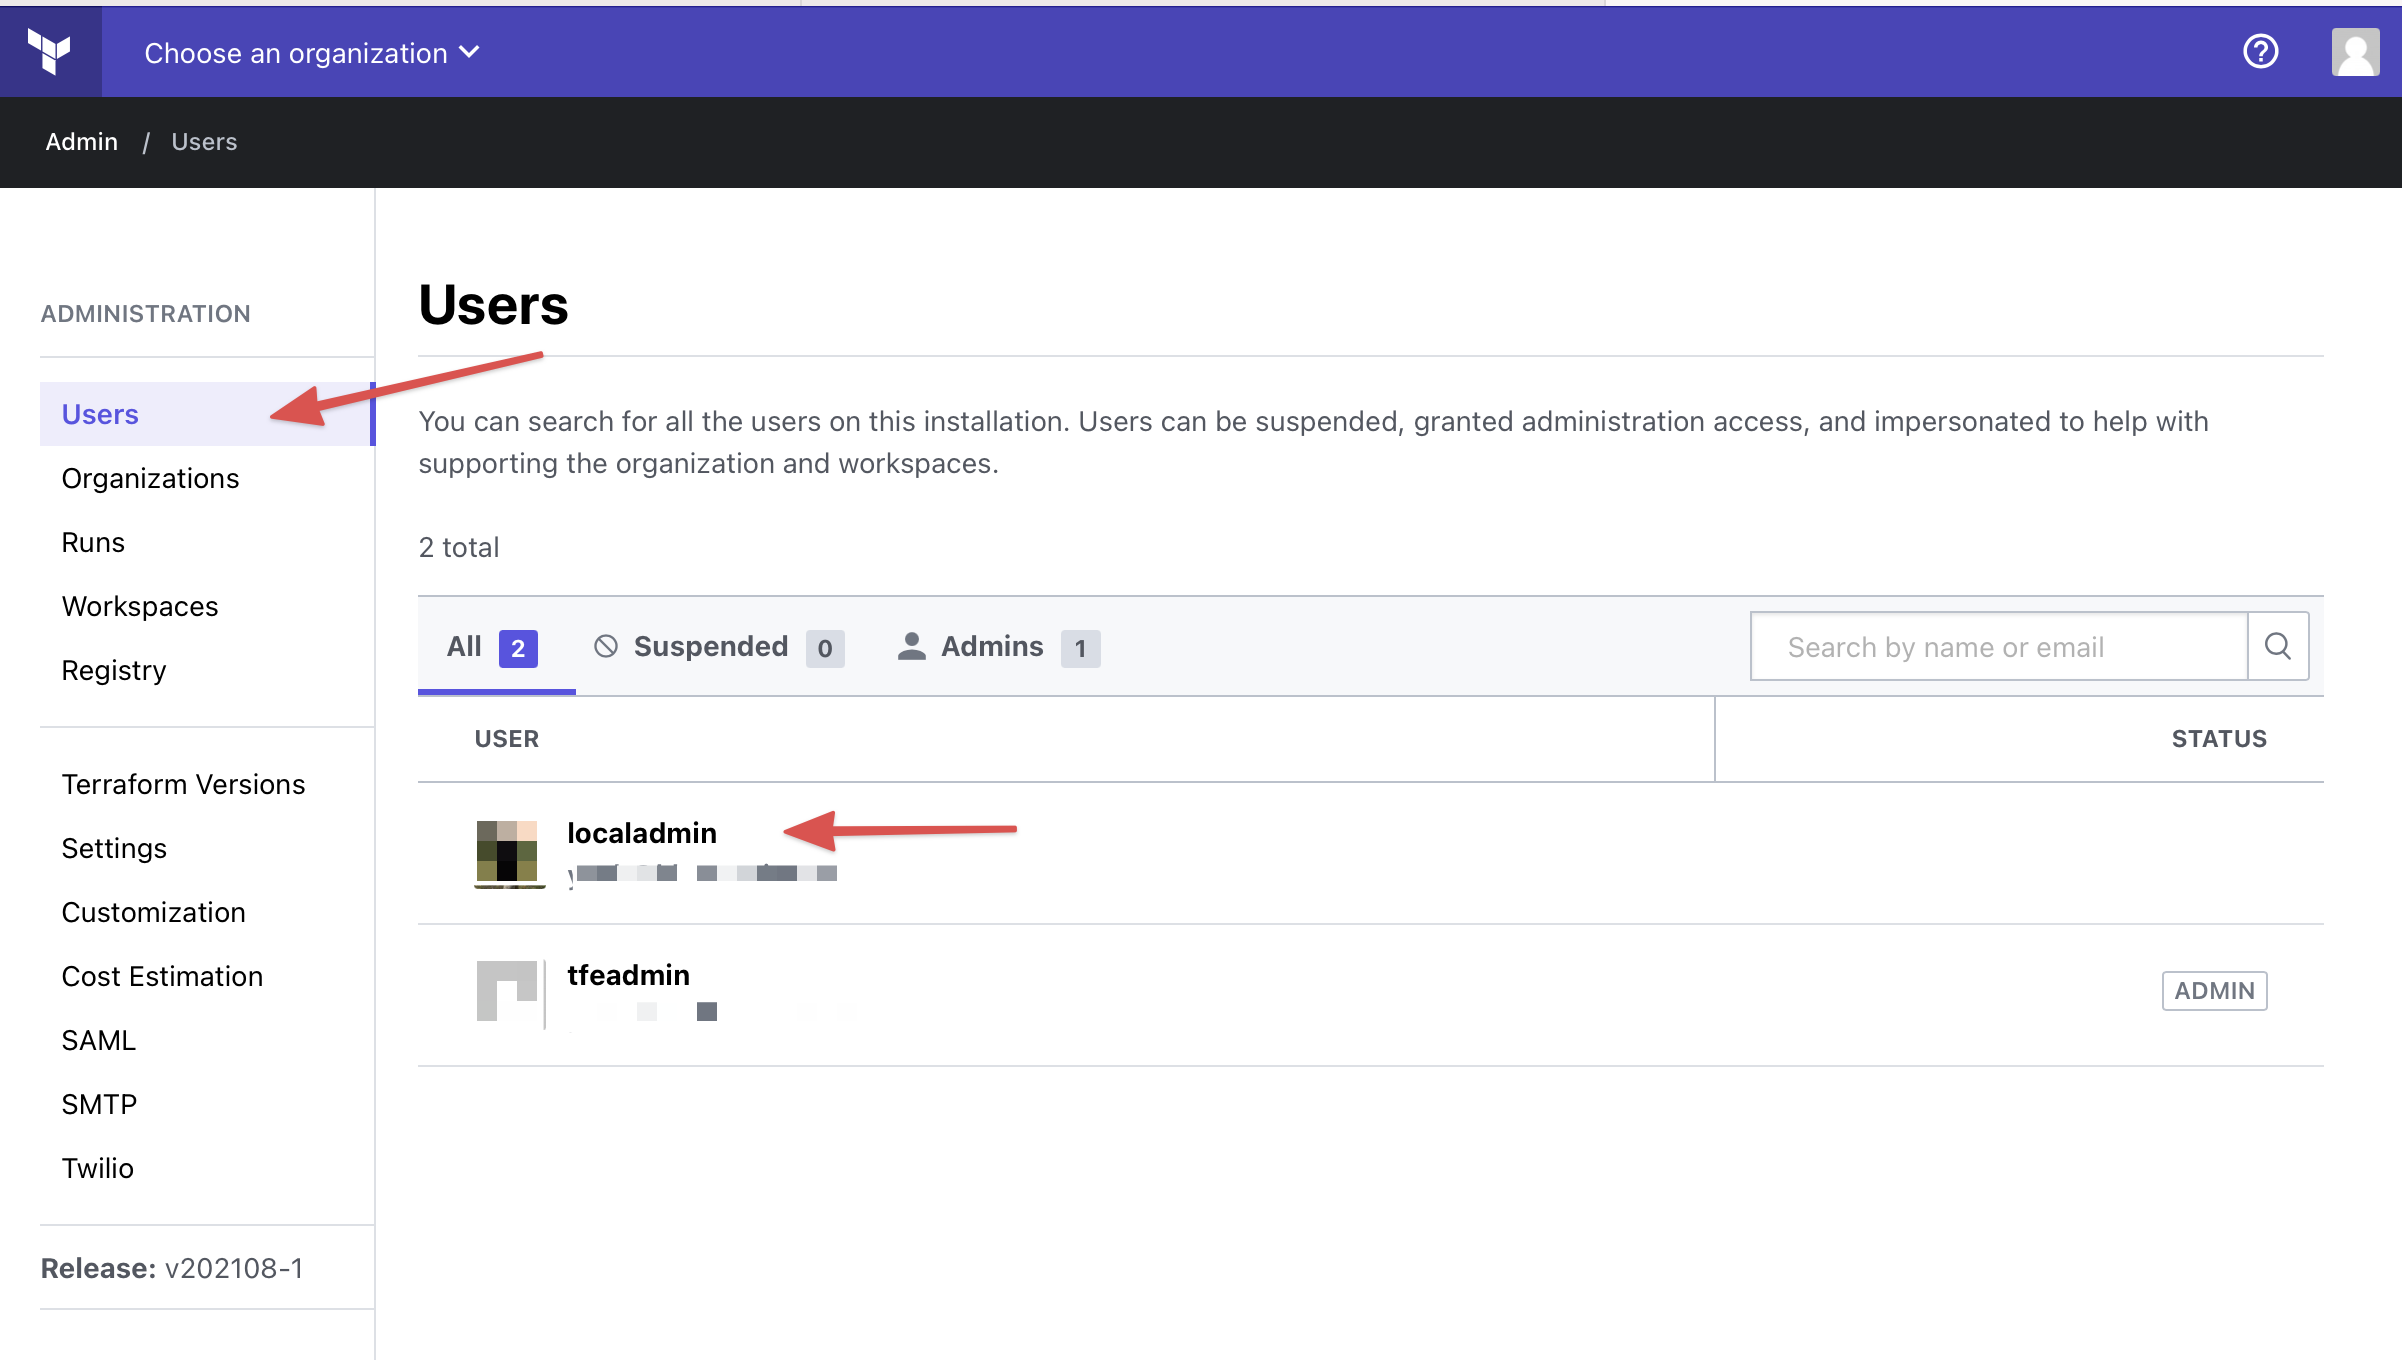 Choose an organization
Admin / Users
ADMINISTRATION
Users
Organizations
Runs
Workspaces
Registry
Terraform Versions
Settings
Customization
Cost Estimation
SAML
SMTP
Twilio
Release: v202108-1
Users
You can search for all the users on this installation. Users can be suspended, granted administration access, and impersonated to help with
supporting the organization and workspaces.
2 total
All 2 Suspended 0 Admins 1 Search by name or email
USER STATUS
localadmin
tfeadmin
ADMIN